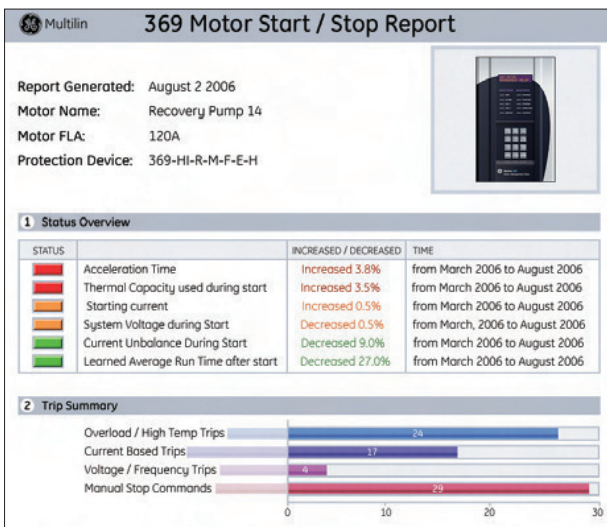 GE Multilin 369 Motor Start / Stop Report
Report Generated: August 2 2006
Motor Name: Recovery Pump 14
Motor FLA: 120A
Protection Device: 369-HI-R-M-F-E-H
1 Status Overview
STATUS INCREASED / DECREASED TIME
Acceleration Time Increased 3.8% from March 2006 to August 2006
Thermal Capacity used during start Increased 3.5% from March 2006 to August 2006
Starting current Increased 0.5% from March 2006 to August 2006
System Voltage during Start Decreased 0.5% from March, 2006 to August 2006
Current Unbalance During Start Decreased 9.0% from March 2006 to August 2006
Learned Average Run Time after start Decreased 27.0% from March 2006 to August 2006
2 Trip Summary
Overload / High Temp Trips 24
Current Based Trips 17
Voltage / Frequency Trips 4
Manual Stop Commands 29
0 10 20 30